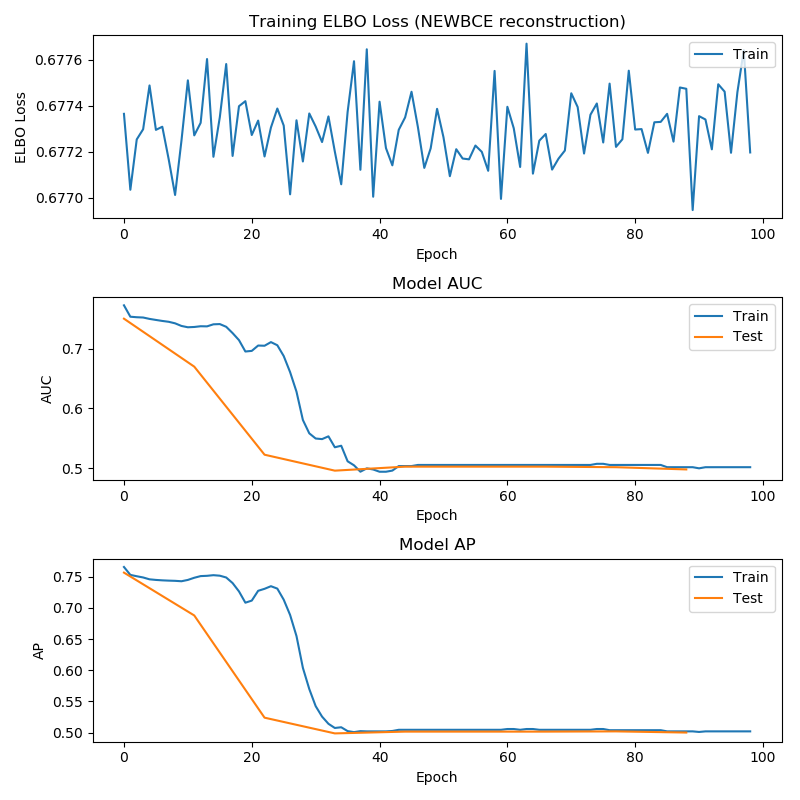 Training ELBO Loss (NEWBCE reconstruction)
ELBO Loss
0.6776
0.6774
0.6772
0.6770
Train
0 20 40 60 80 100
Epoch
Model AUC
AUC
0.7
0.6
0.5
Train
Test
0 20 40 60 80 100
Epoch
Model AP
AP
0.75
0.70
0.65
0.60
0.55
0.50
Train
Test
0 20 40 60 80 100
Epoch